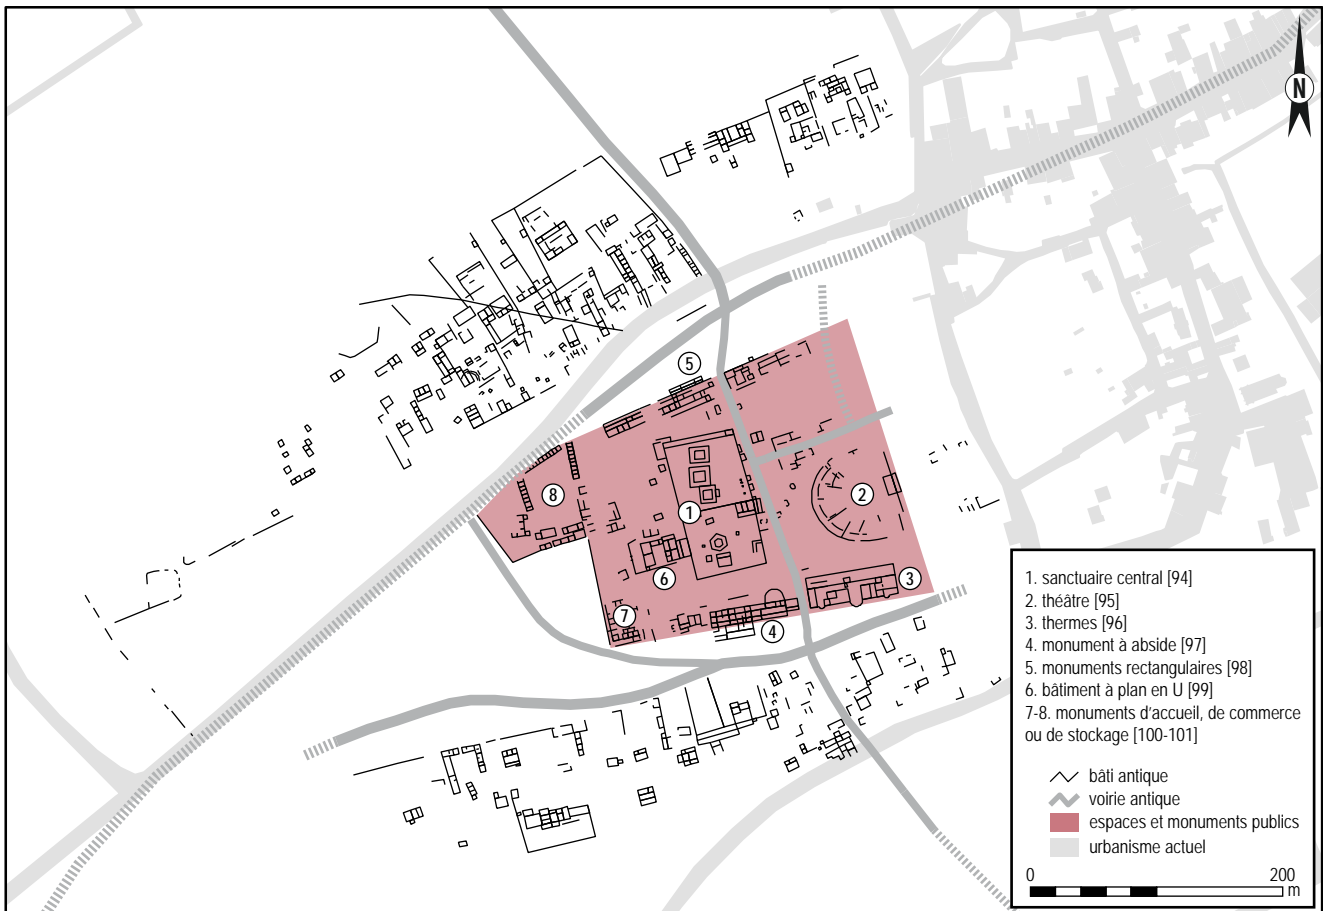 N
5
8
1
2
6
3
7
4
1. sanctuaire central [94]
2. théâtre [95]
3. thermes [96]
4. monument à abside [97]
5. monuments rectangulaires [98]
6. bâtiment à plan en U [99]
7-8. monuments d'accueil, de commerce
ou de stockage [100-101]
bâti antique
voirie antique
espaces et monuments publics
urbanisme actuel
0 200
m